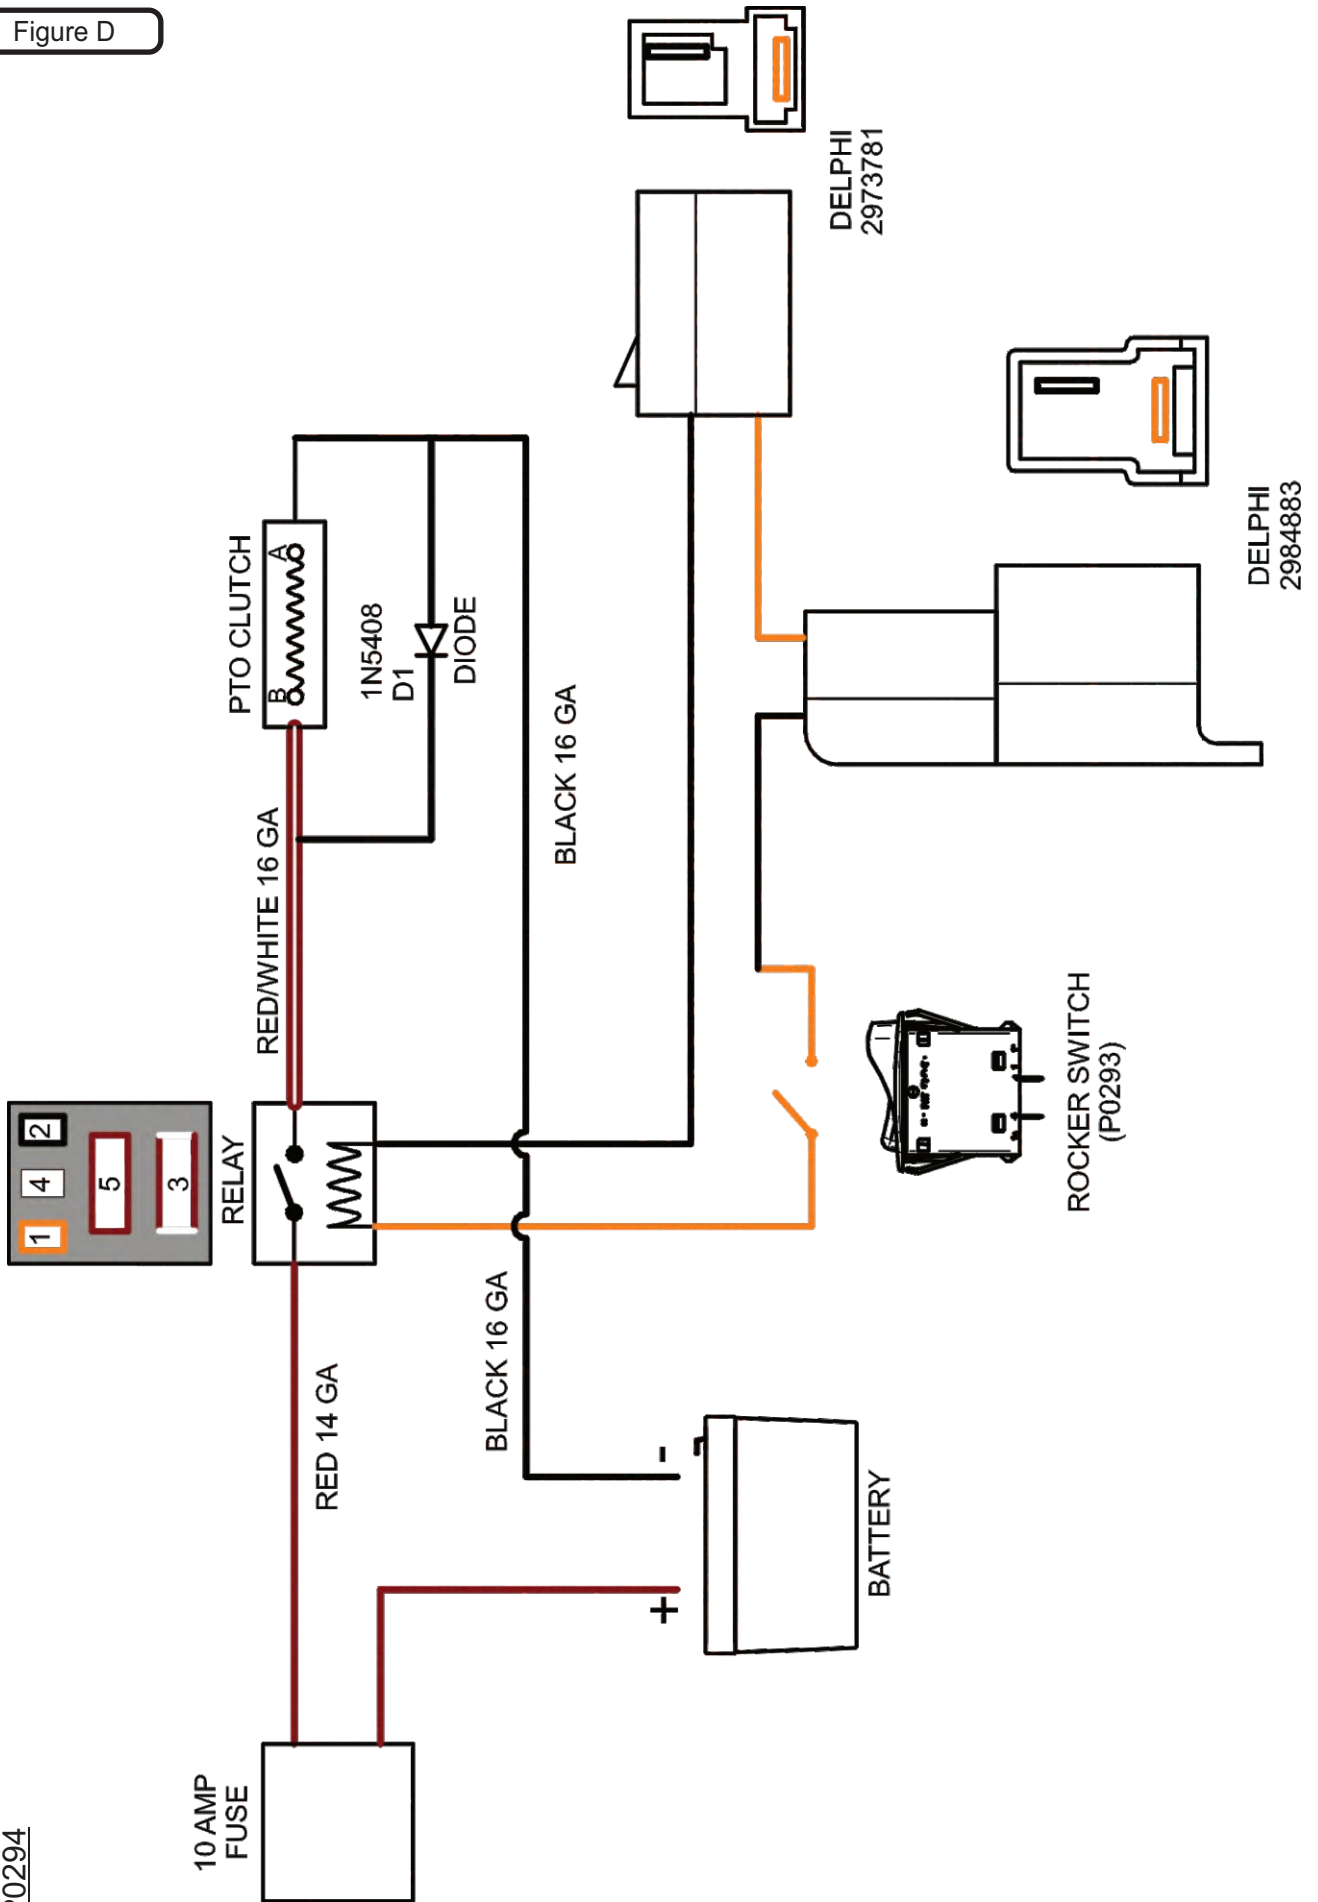 Figure D
P0294
10 AMP
FUSE
RED 14 GA
BLACK 16 GA
+
-
BATTERY
1
4
2
5
3
RELAY
RED/WHITE 16 GA
PTO CLUTCH
B
A
1N5408
D1
DIODE
BLACK 16 GA
ROCKER SWITCH
(P0293)
DELPHI
2973781
DELPHI
2984883